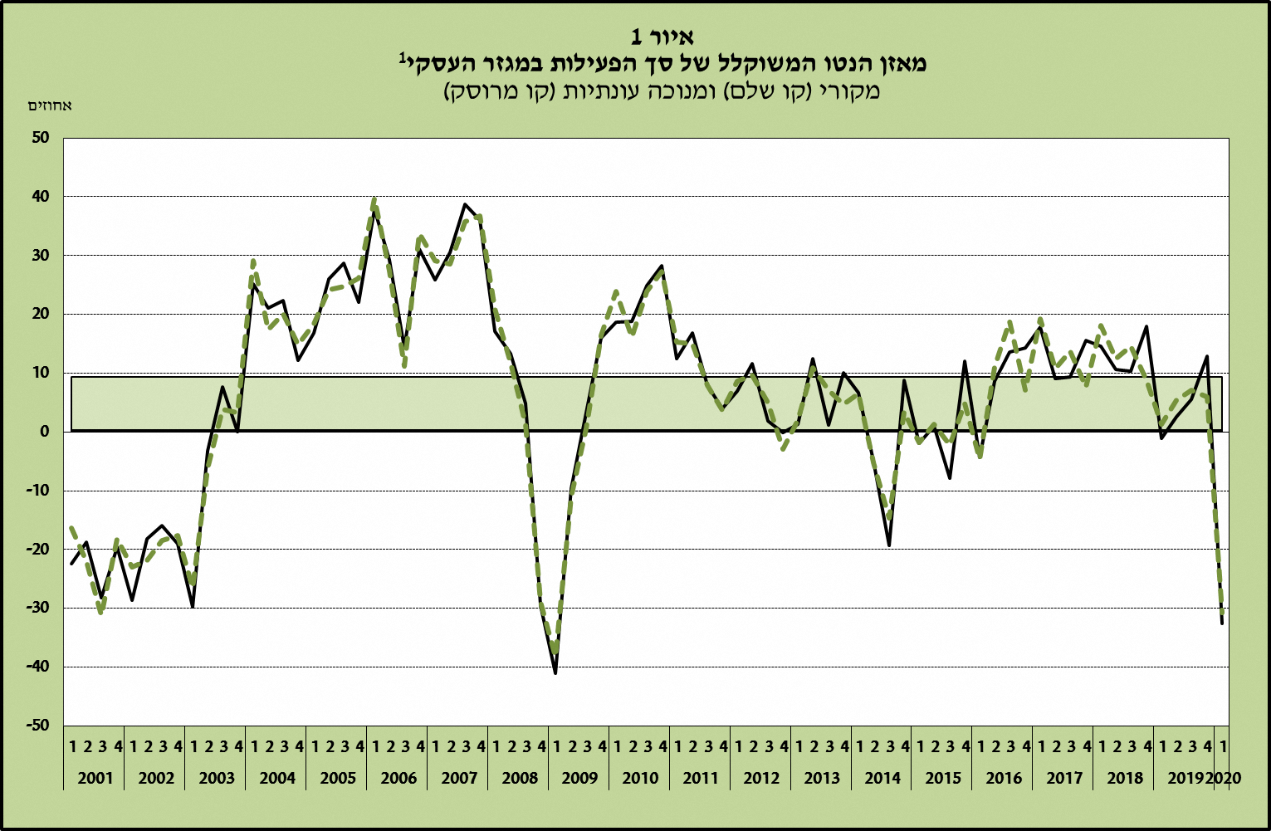 איור 1
מאזן הנטו המשוקלל של סך הפעילות במגזר העסקי¹
מקורי (קו שלם) ומנוכה עונתיות (קו מרוסק)
אחוזים
50
40
30
20
10
0
-10
-20
-30
-40
-50
1 2 3 4 1 2 3 4 1 2 3 4 1 2 3 4 1 2 3 4 1 2 3 4 1 2 3 4 1 2 3 4 1 2 3 4 1 2 3 4 1 2 3 4 1 2 3 4 1 2 3 4 1 2 3 4 1 2 3 4 1 2 3 4 1 2 3 4 1 2 3 4 1 2 3 4 1
2001 2002 2003 2004 2005 2006 2007 2008 2009 2010 2011 2012 2013 2014 2015 2016 2017 2018 2019 2020